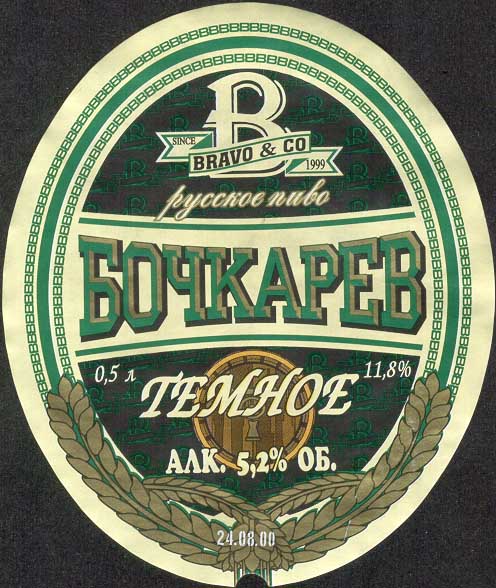 B
SINCE
BRAVO & CO
1999
русское пиво
БОЧКАРЕВ
0,5 л
11,8%
ТЕМНОЕ
АЛК. 5,2% ОБ.
24.08.00